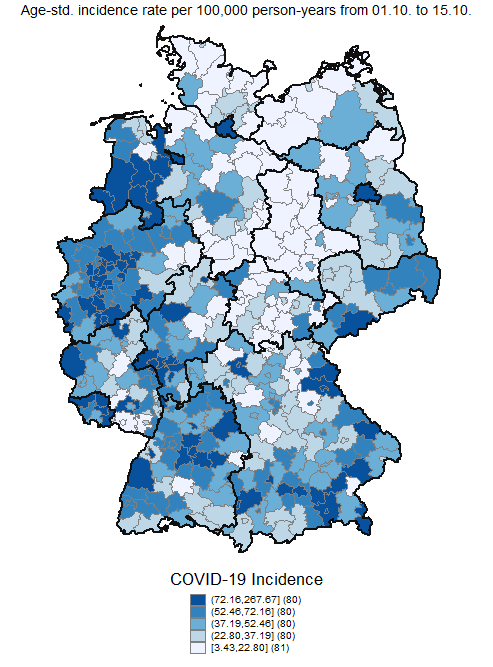 Age-std. incidence rate per 100,000 person-years from 01.10. to 15.10.
COVID-19 Incidence
(72.16,267.67] (80)
(52.46,72.16] (80)
(37.19,52.46] (80)
(22.80,37.19] (80)
[3.43,22.80] (81)